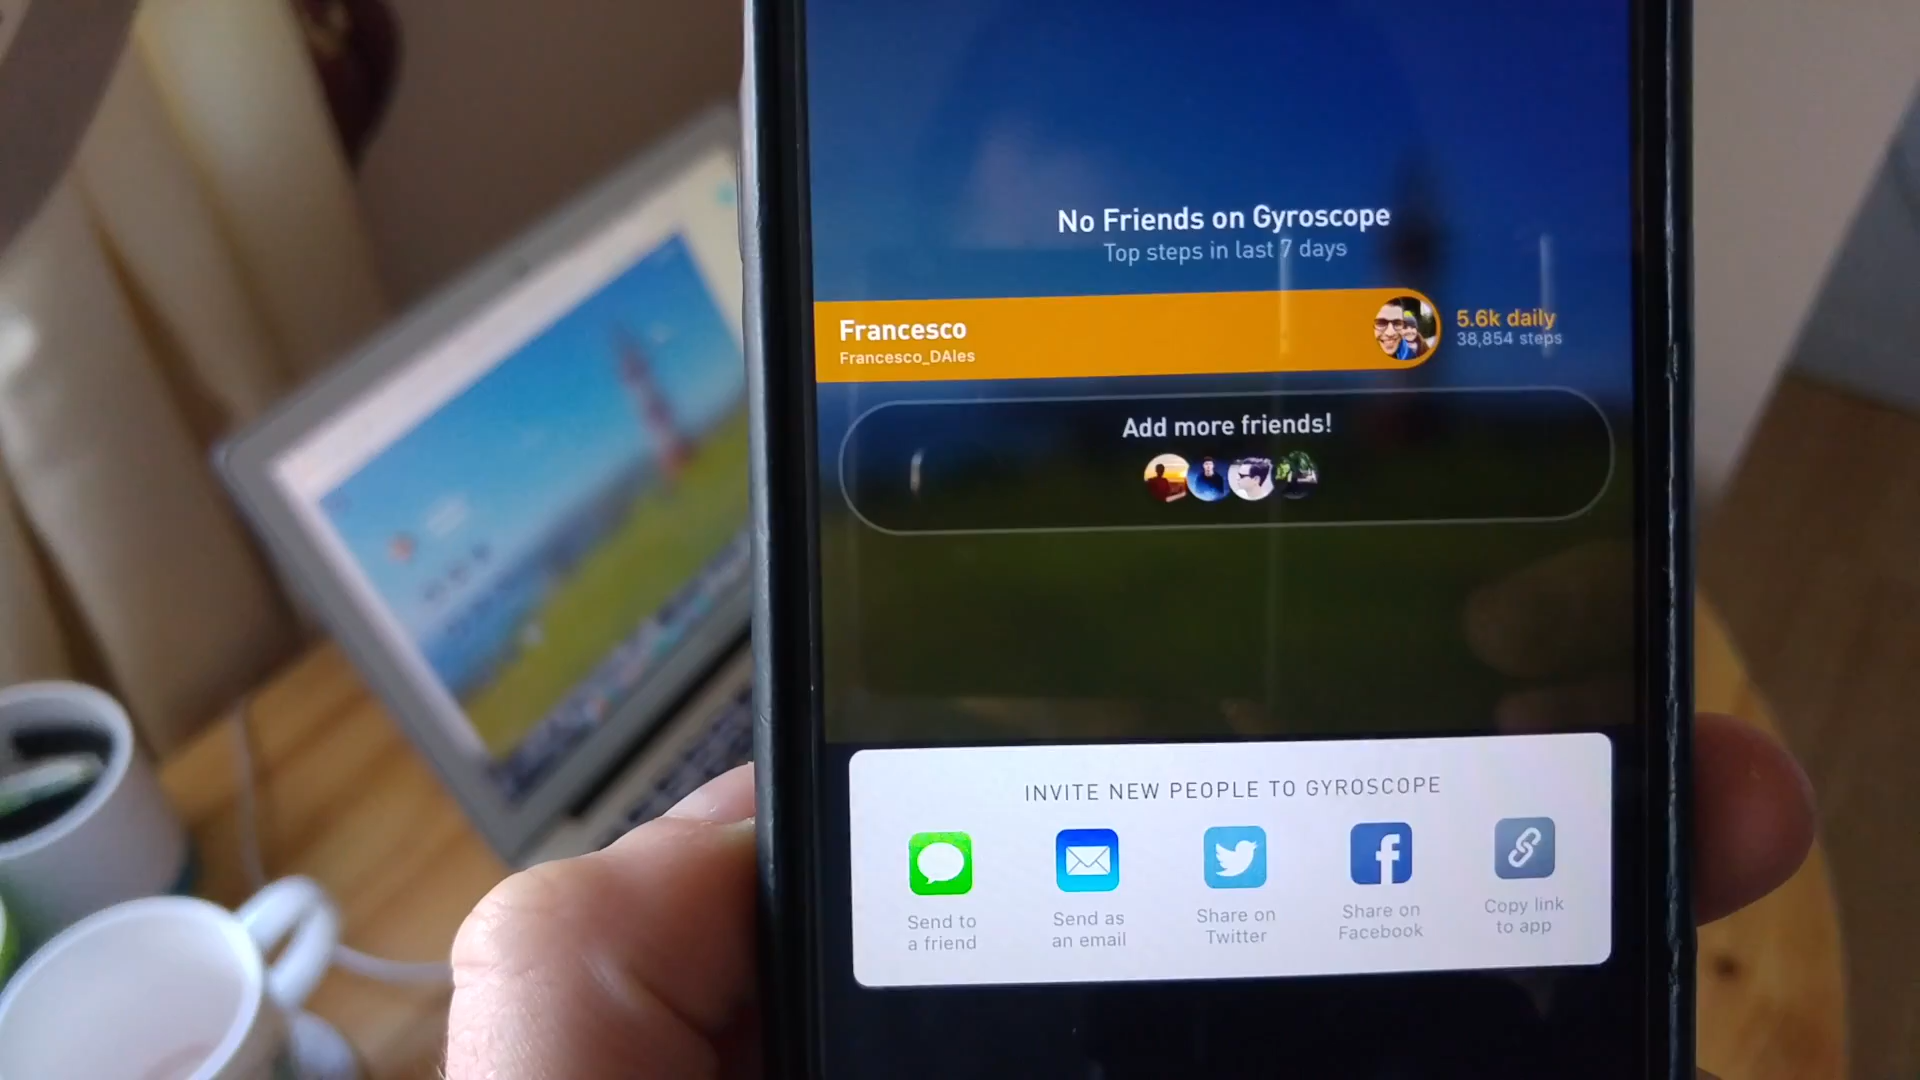 No Friends on Gyroscope
Top steps in last 7 days
Francesco
Francesco_DAles
5.6k daily
38,854 steps
Add more friends!
INVITE NEW PEOPLE TO GYROSCOPE
Send to
a friend
Send as
an email
Share on
Twitter
Share on
Facebook
Copy link
to app